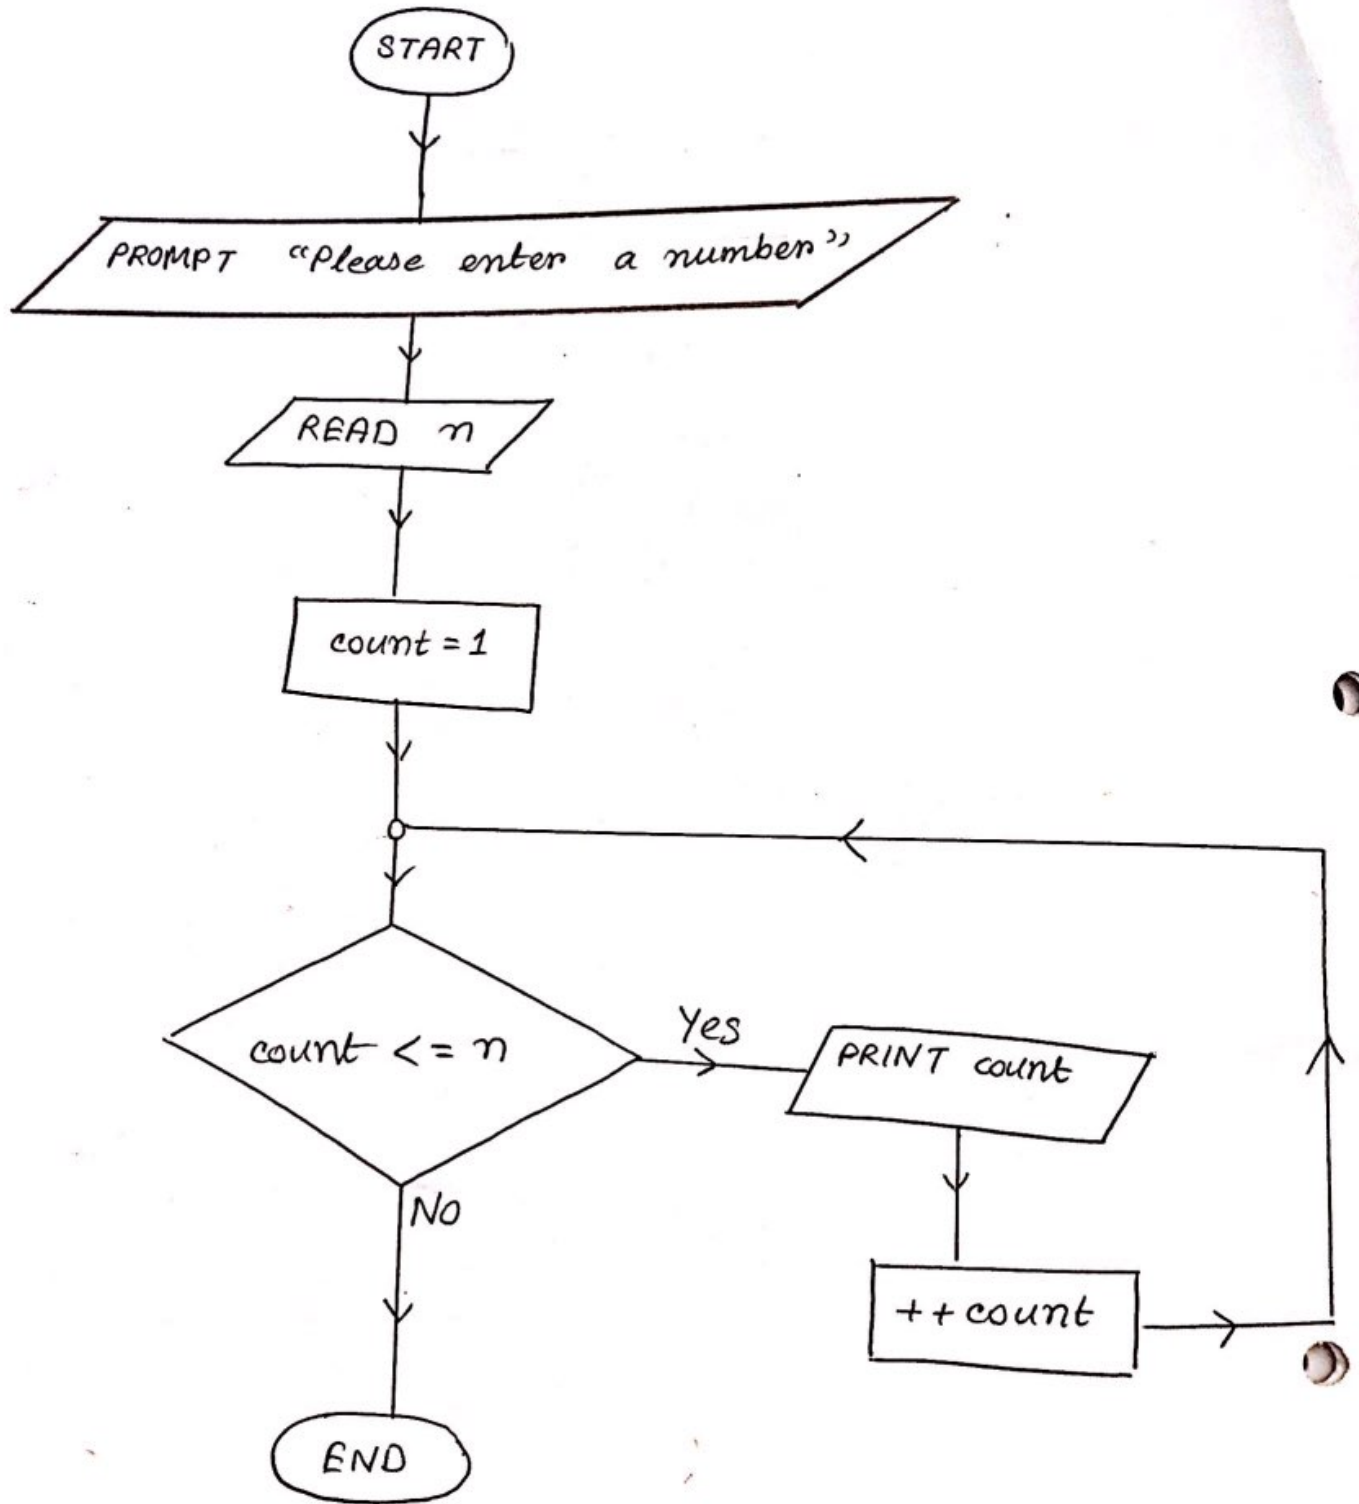 START
PROMPT "Please enter a number"
READ n
count = 1
count <= n
Yes
PRINT count
NO
++count
END